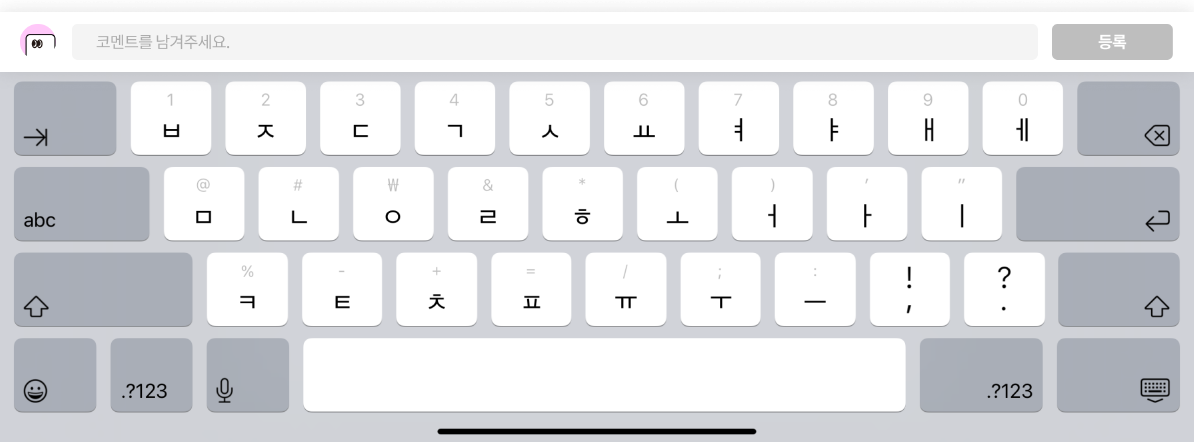 코멘트를 남겨주세요. 등록
1 2 3 4 5 6 7 8 9 0
ㅂ ㅈ ㄷ ㄱ ㅅ ㅛ ㅕ ㅑ ㅐ ㅔ
@ # ₩ & * ( ) ' "
abc ㅁ ㄴ ㅇ ㄹ ㅎ ㅗ ㅓ ㅏ ㅣ
% - + = / ; : ! ?
ㅋ ㅌ ㅊ ㅍ ㅠ ㅜ ㅡ , .
.?123 .?123